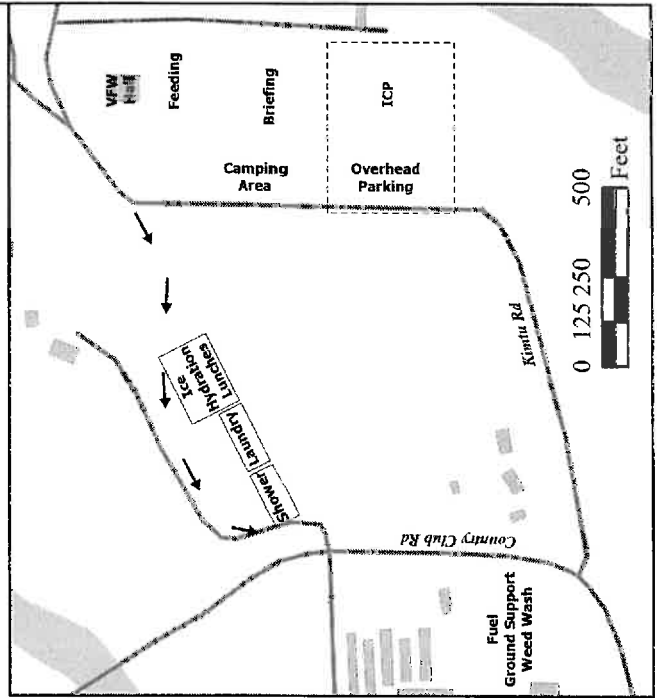 VFW
Hall
Feeding
Briefing
ICP
Camping
Area
Overhead
Parking
Ice
Hydration
Lunches
Laundry
Shower
Kimtu Rd
Country Club Rd
Fuel
Ground Support
Weed Wash
0 125 250 500
Feet